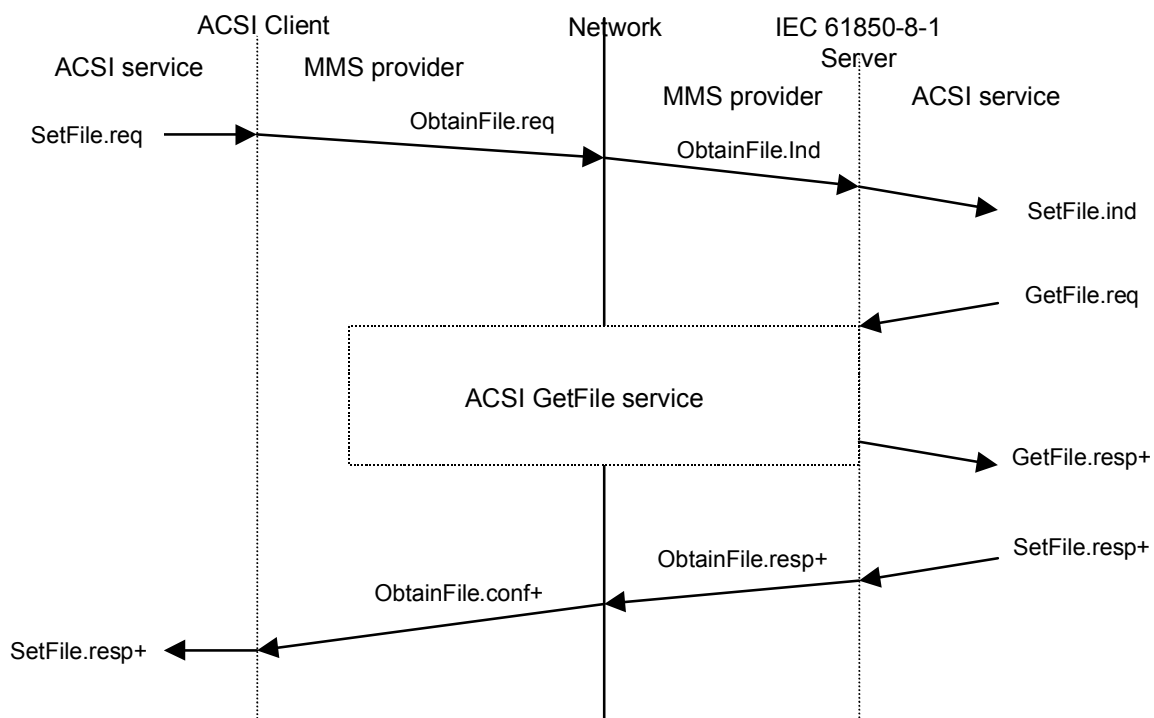 ACSI Client
Network
IEC 61850-8-1
Server
ACSI service
MMS provider
MMS provider
ACSI service
SetFile.req
ObtainFile.req
ObtainFile.Ind
SetFile.ind
GetFile.req
ACSI GetFile service
GetFile.resp+
SetFile.resp+
ObtainFile.resp+
ObtainFile.conf+
SetFile.resp+